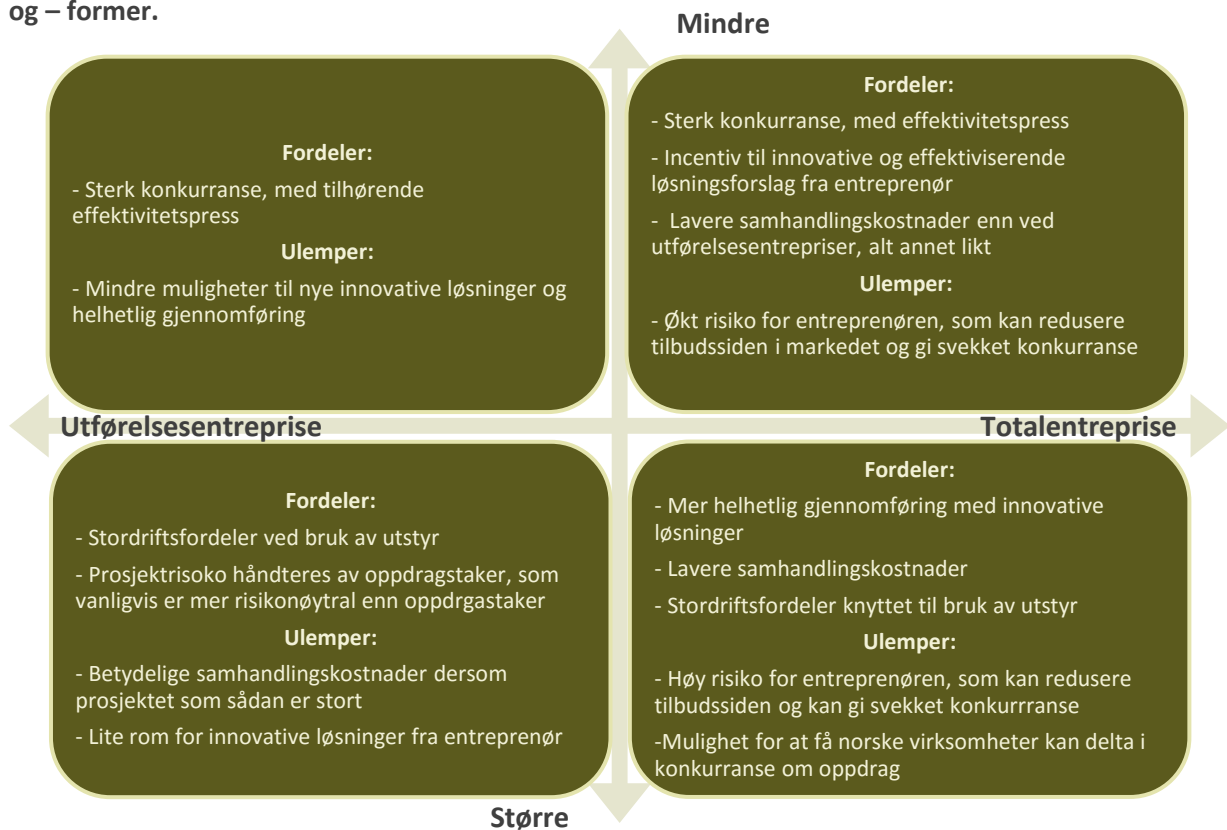 og – former.
Mindre
Fordeler:
- Sterk konkurranse, med tilhørende
effektivitetspress
Ulemper:
- Mindre muligheter til nye innovative løsninger og
helhetlig gjennomføring
Fordeler:
- Sterk konkurranse, med effektivitetspress
- Incentiv til innovative og effektiviserende
løsningsforslag fra entreprenør
- Lavere samhandlingskostnader enn ved
utførelsesentrepriser, alt annet likt
Ulemper:
- Økt risiko for entreprenøren, som kan redusere
tilbudssiden i markedet og gi svekket konkurranse
Utførelsesentreprise
Totalentreprise
Fordeler:
- Stordriftsfordeler ved bruk av utstyr
- Prosjektrisoko håndteres av oppdragstaker, som
vanligvis er mer risikonøytral enn oppdrgastaker
Ulemper:
- Betydelige samhandlingskostnader dersom
prosjektet som sådan er stort
- Lite rom for innovative løsninger fra entreprenør
Fordeler:
- Mer helhetlig gjennomføring med innovative
løsninger
- Lavere samhandlingskostnader
- Stordriftsfordeler knyttet til bruk av utstyr
Ulemper:
- Høy risiko for entreprenøren, som kan redusere
tilbudssiden og kan gi svekket konkurrranse
-Mulighet for at få norske virksomheter kan delta i
konkurranse om oppdrag
Større